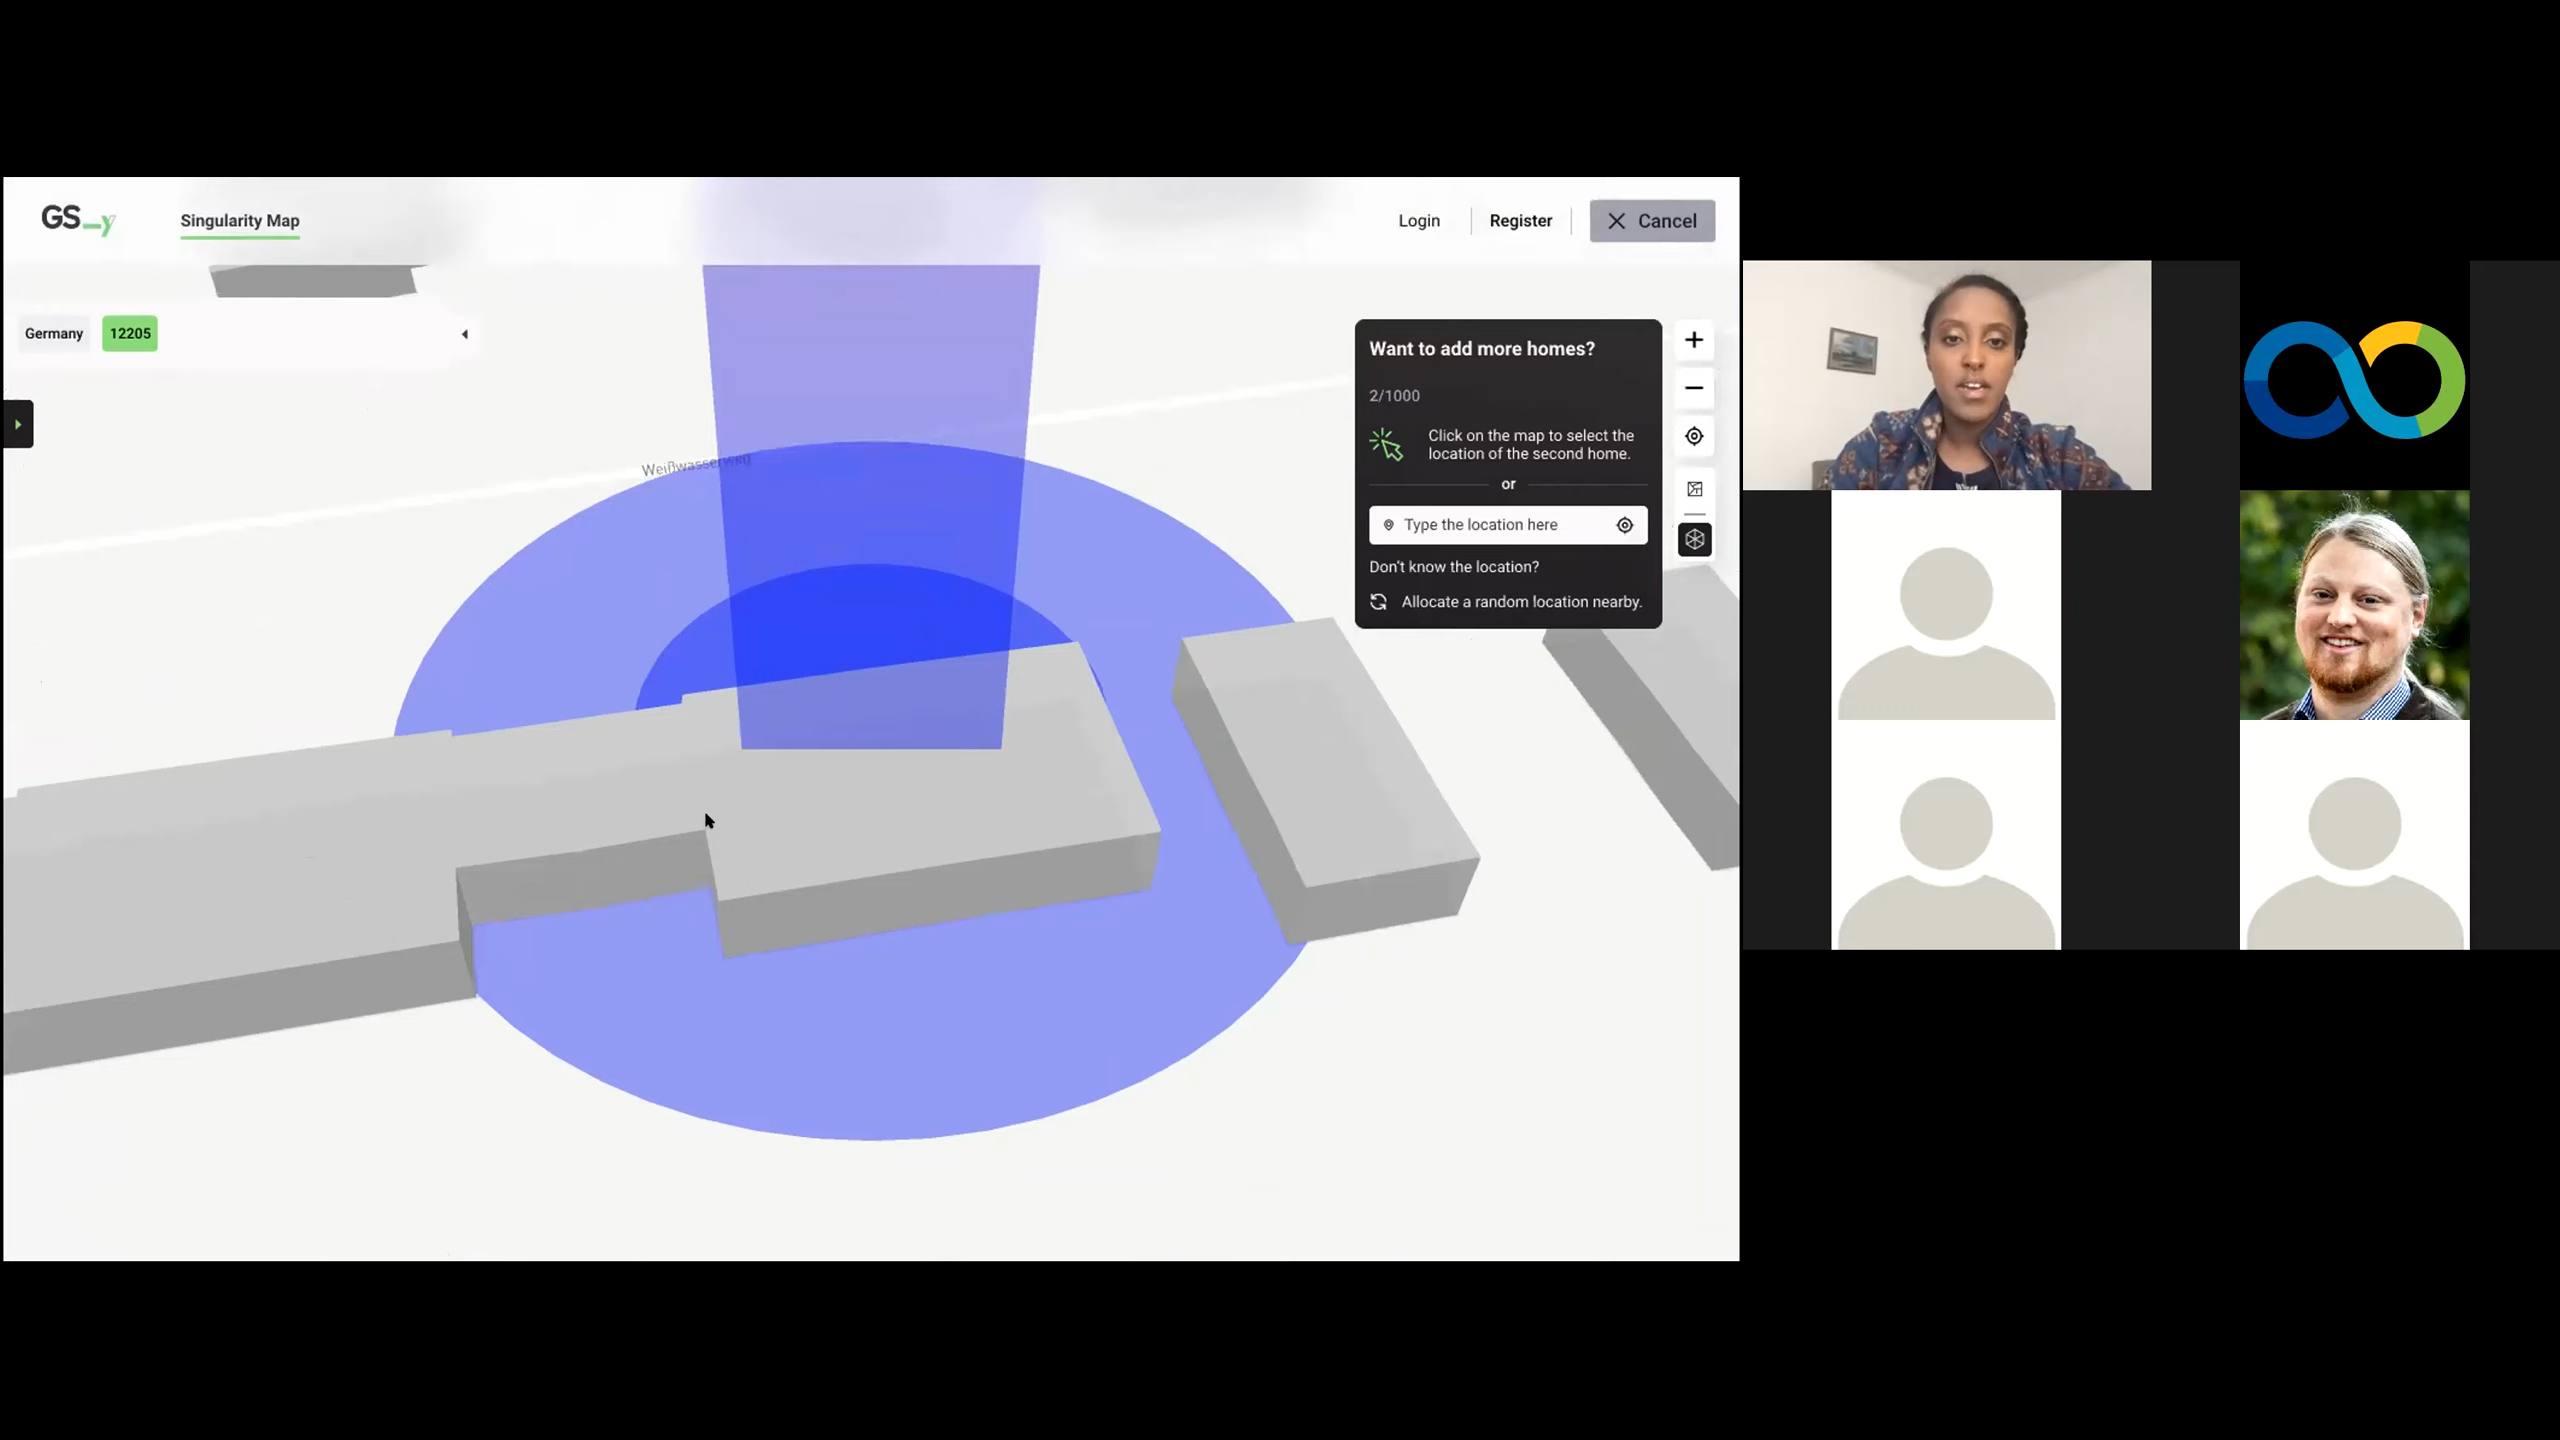 GS_y
Singularity Map
Login
Register
Cancel
Germany
12205
Want to add more homes?
2/1000
Click on the map to select the
location of the second home.
or
Type the location here
Don't know the location?
Allocate a random location nearby.
Weißwasserweg